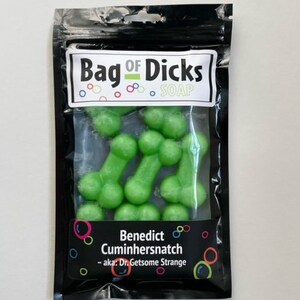 Bag OF Dicks
SOAP
Benedict
Cuminhersnatch
– aka: Dr. Getsome Strange